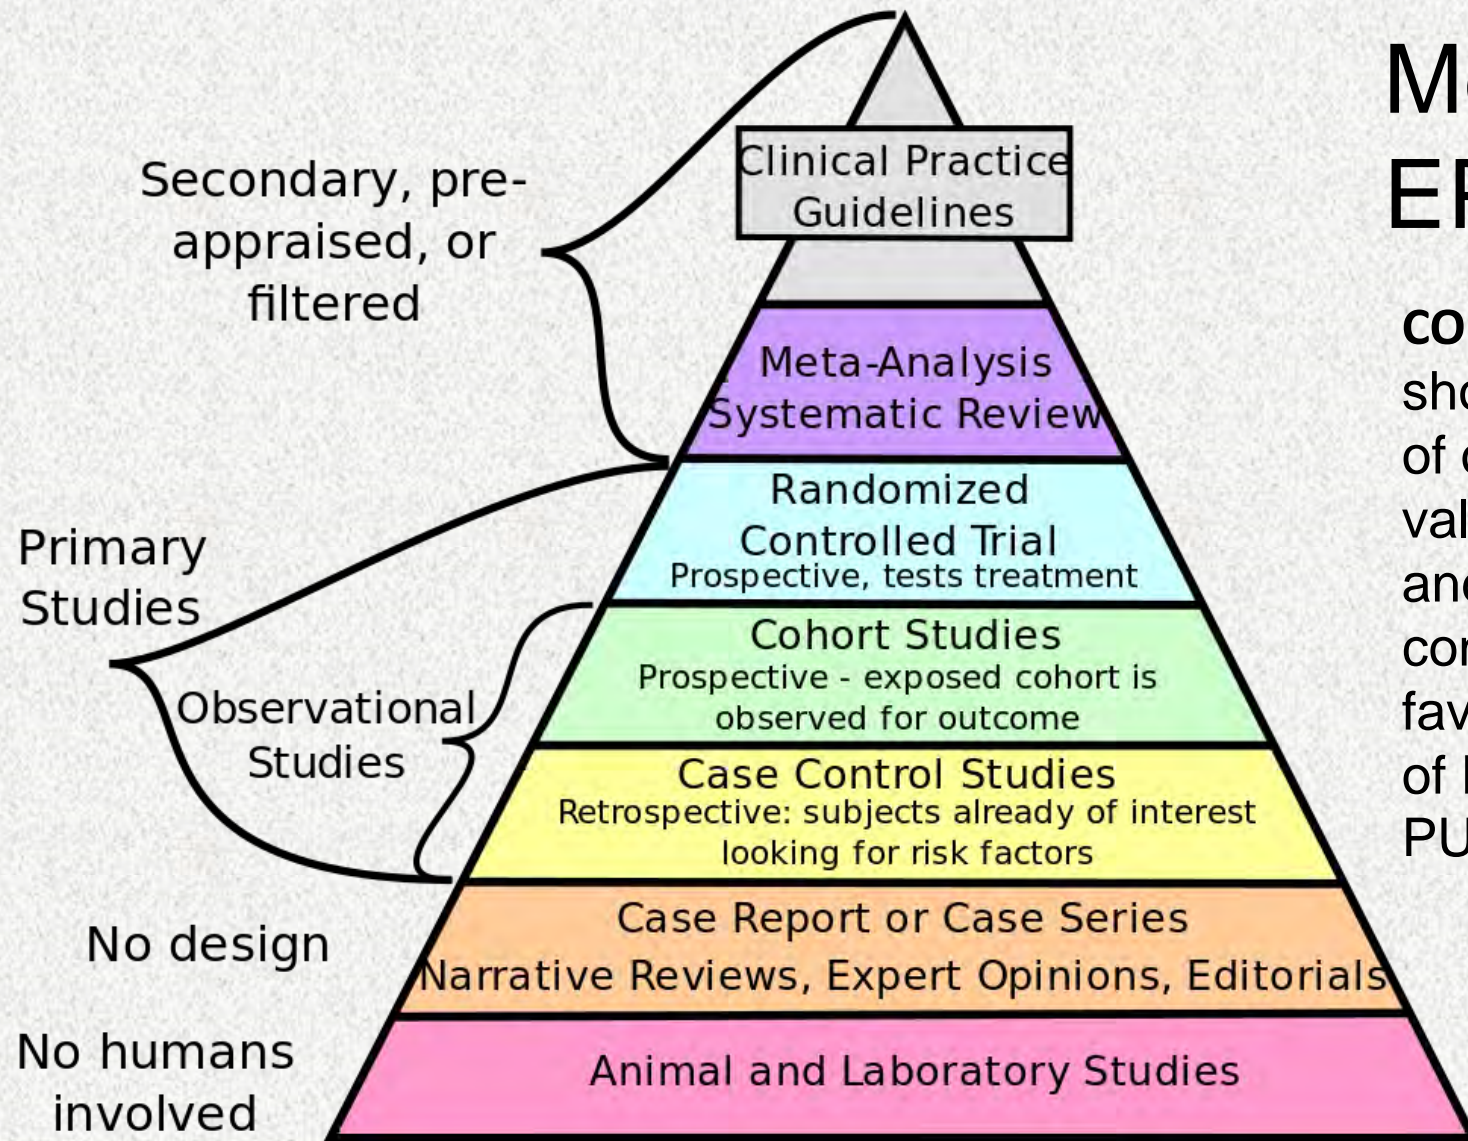 Clinical Practice
Guidelines
Secondary, pre-
appraised, or
filtered
Meta-Analysis
Systematic Review
Randomized
Controlled Trial
Prospective, tests treatment
Primary
Studies
Cohort Studies
Prospective - exposed cohort is
observed for outcome
Observational
Studies
Case Control Studies
Retrospective: subjects already of interest
looking for risk factors
No design
Case Report or Case Series
Narrative Reviews, Expert Opinions, Editorials
No humans
involved
Animal and Laboratory Studies
of
of